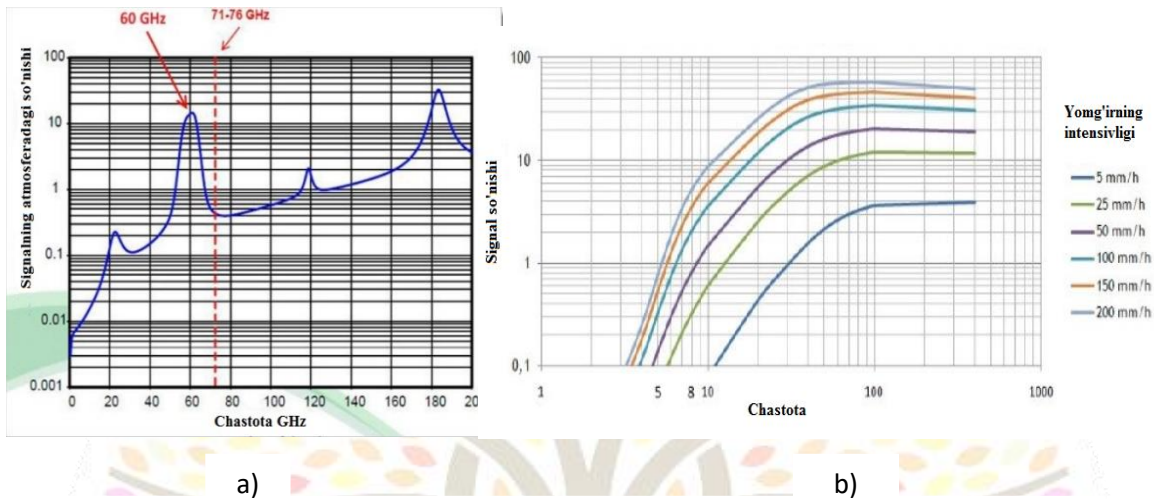 60 GHz
71-76 GHz
Signalning atmosferadagi so'nishi
100
10
1
0.1
0.01
0.001
0 20 40 60 80 100 120 140 160 180 20
Chastota GHz
Signal so'nishi
100
10
1
0,1
1 5 8 10 100 1000
Chastota
Yomg'irning
intensivligi
5 mm/h
25 mm/h
50 mm/h
100 mm/h
150 mm/h
200 mm/h
a)
b)